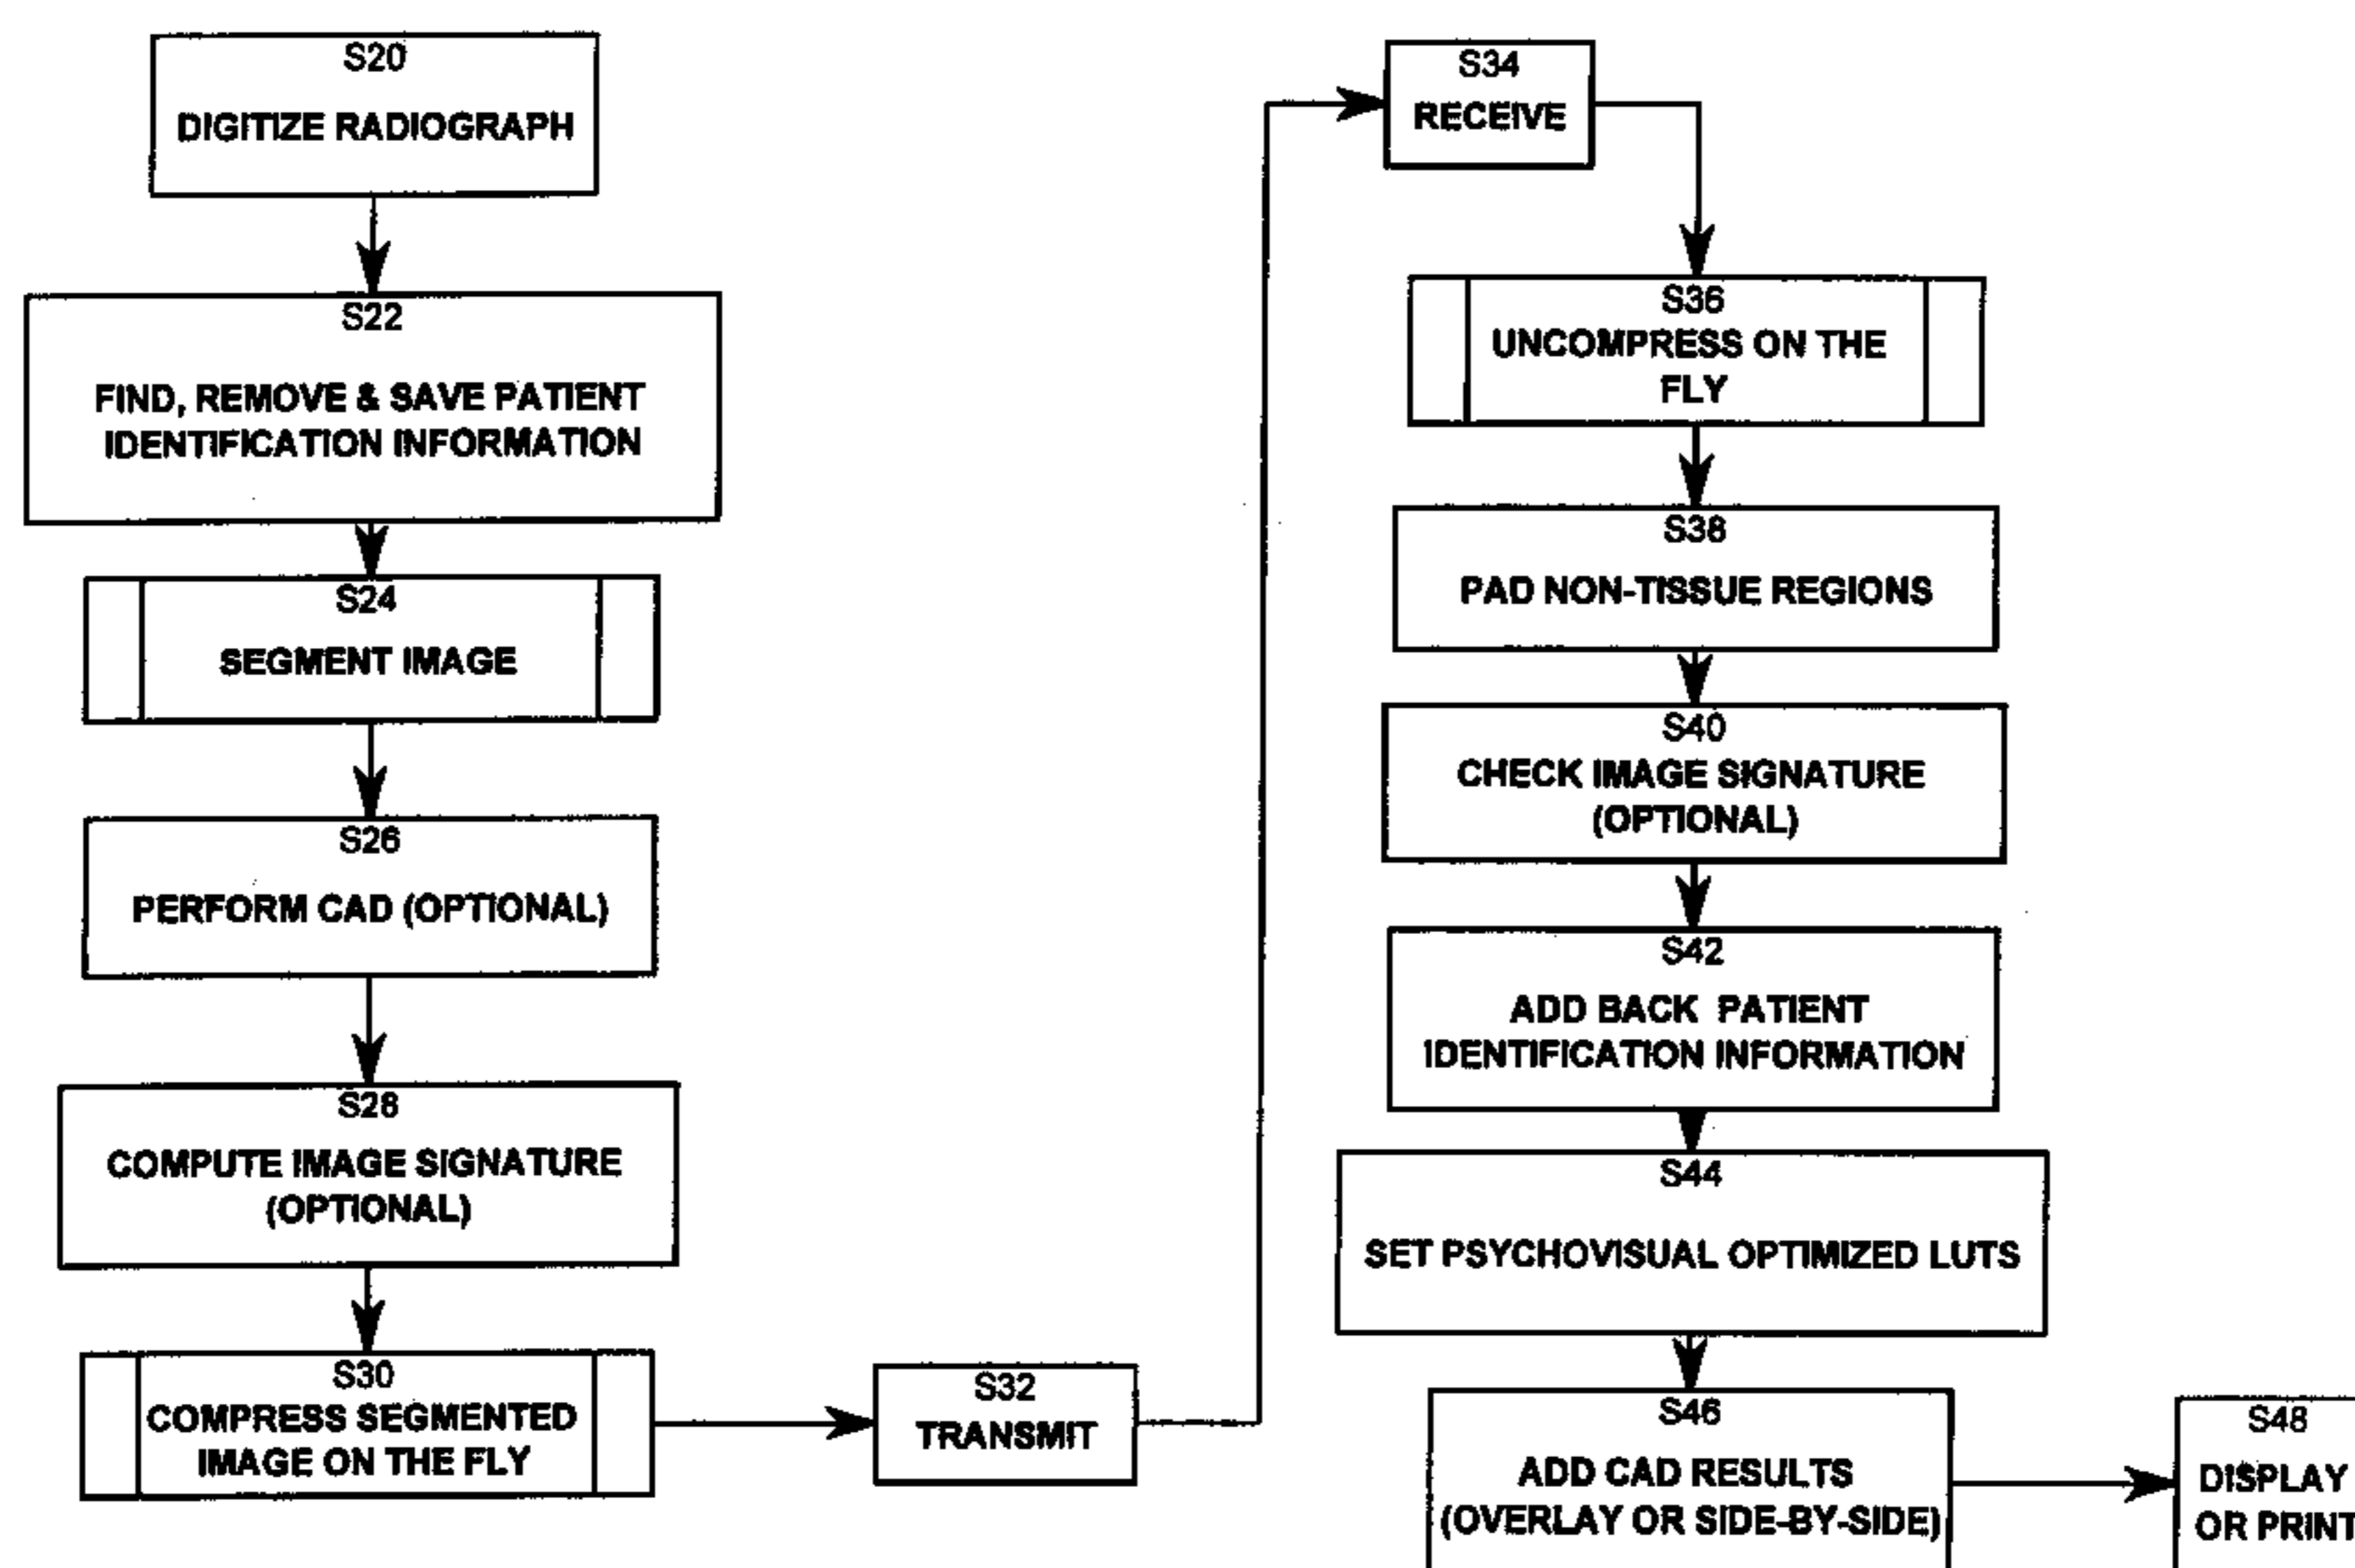 S20
DIGITIZE RADIOGRAPH
S22
FIND, REMOVE & SAVE PATIENT
IDENTIFICATION INFORMATION
S24
SEGMENT IMAGE
S26
PERFORM CAD (OPTIONAL)
S28
COMPUTE IMAGE SIGNATURE
(OPTIONAL)
S30
COMPRESS SEGMENTED
IMAGE ON THE FLY
S32
TRANSMIT
S34
RECEIVE
S36
UNCOMPRESS ON THE
FLY
S38
PAD NON-TISSUE REGIONS
S40
CHECK IMAGE SIGNATURE
(OPTIONAL)
S42
ADD BACK PATIENT
IDENTIFICATION INFORMATION
S44
SET PSYCHOVISUAL OPTIMIZED LUTS
S46
ADD CAD RESULTS
(OVERLAY OR SIDE-BY-SIDE)
S48
DISPLAY
OR PRINT